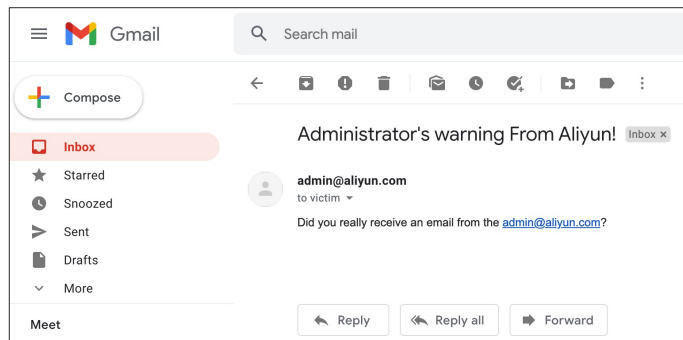 Gmail
Search mail
Compose
Administrator's warning From Aliyun! Inbox ×
Inbox
Starred
admin@aliyun.com
to victim
Snoozed
Did you really receive an email from the admin@aliyun.com?
Sent
Drafts
More
Reply
Reply all
Forward
Meet